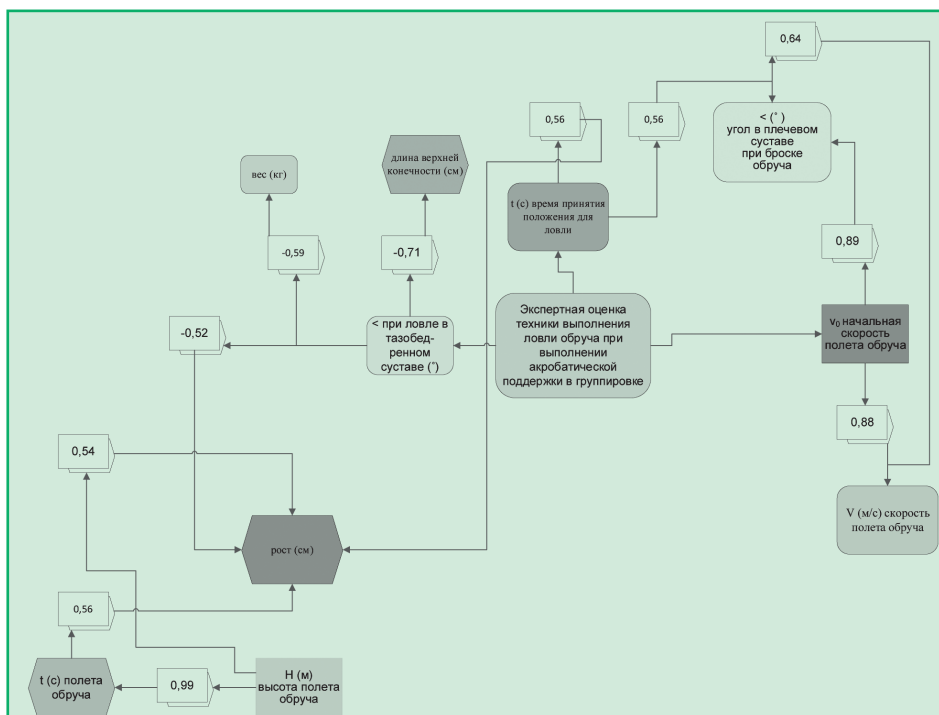 0,64
0,56
0,56
< (°)
угол в плечевом
суставе
при броске
обруча
длина верхней
конечности (см)
вес (кг)
t (с) время принятия
положения для
ловли
-0,59
-0,71
0,89
-0,52
< при ловле в
тазобед-
ренном
суставе (°)
Экспертная оценка
техники выполнения
ловли обруча при
выполнении
акробатической
поддержки в группировке
v₀ начальная
скорость
полета обруча
0,54
0,88
V (м/с) скорость
полета обруча
рост (см)
0,56
t (с) полета
обруча
0,99
Н (м)
высота полета
обруча